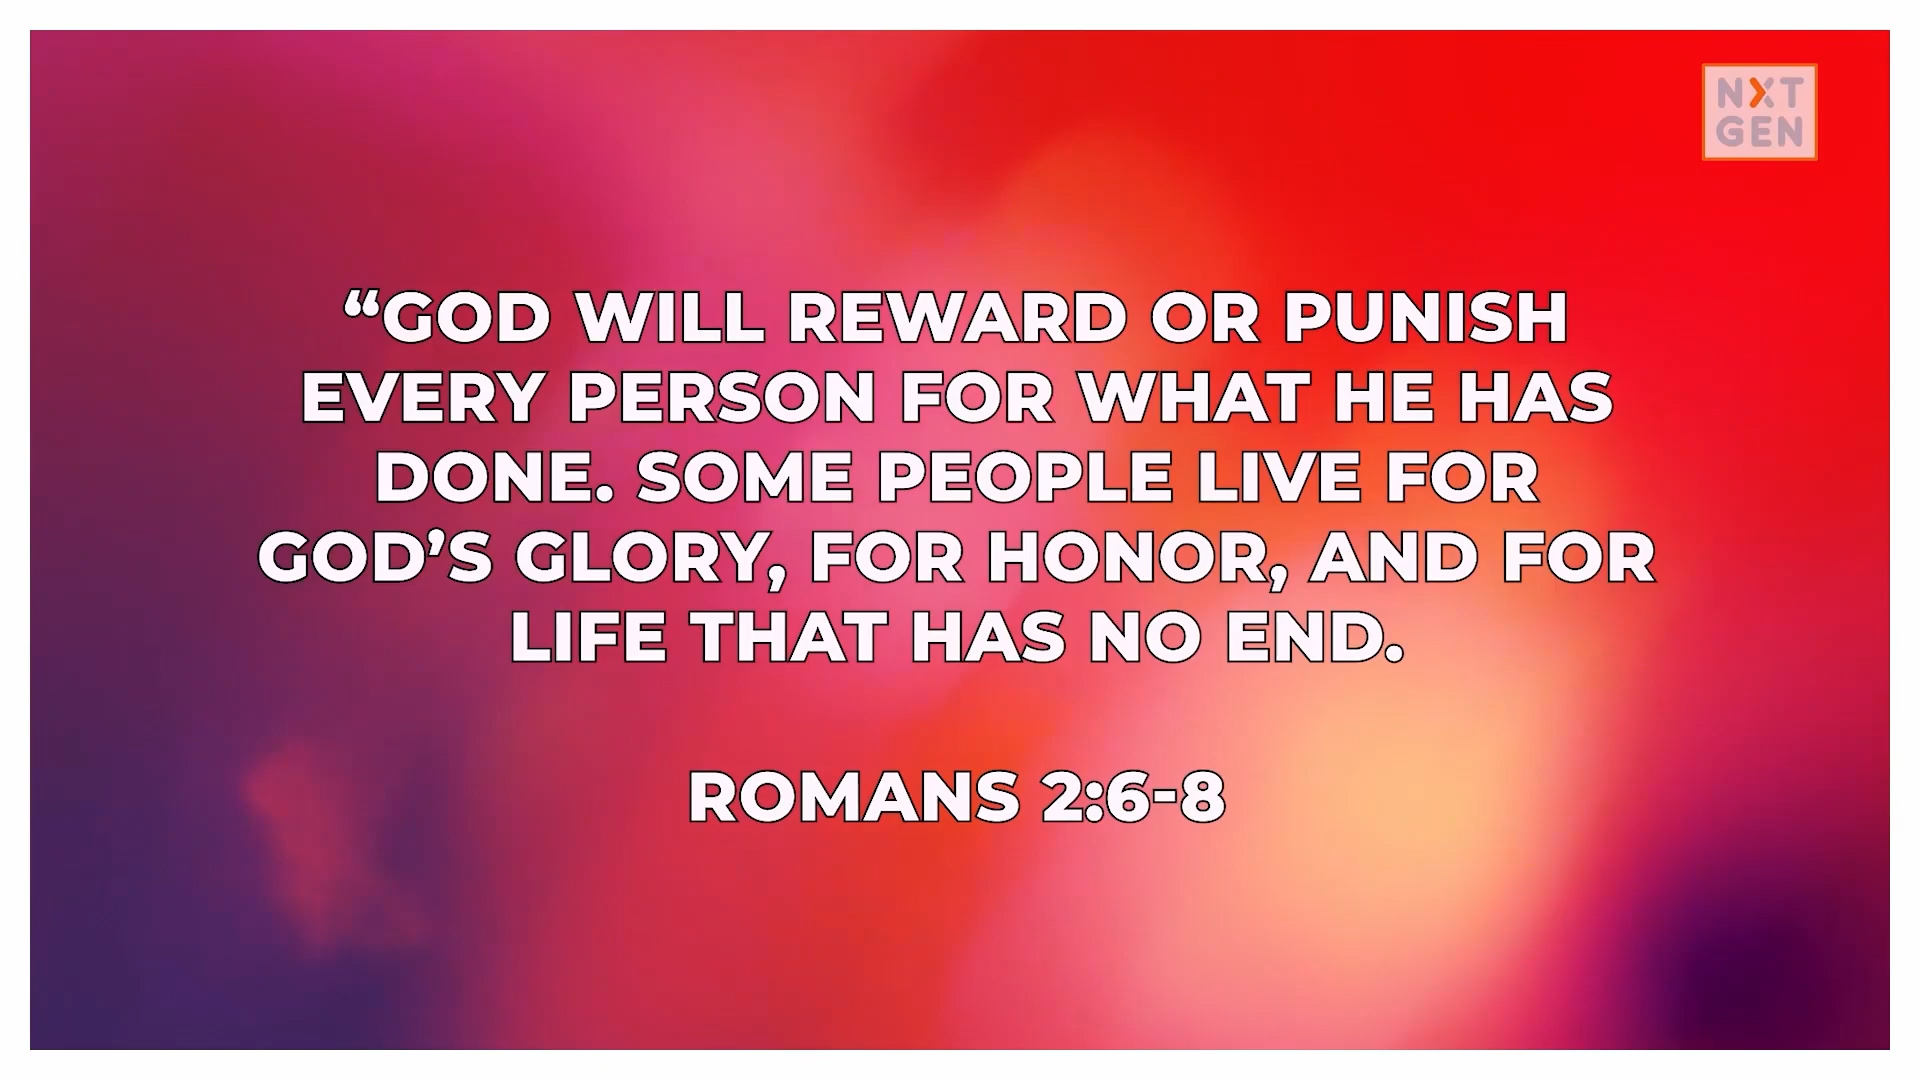 NXT
GEN
“GOD WILL REWARD OR PUNISH
EVERY PERSON FOR WHAT HE HAS
DONE. SOME PEOPLE LIVE FOR
GOD’S GLORY, FOR HONOR, AND FOR
LIFE THAT HAS NO END.
ROMANS 2:6-8